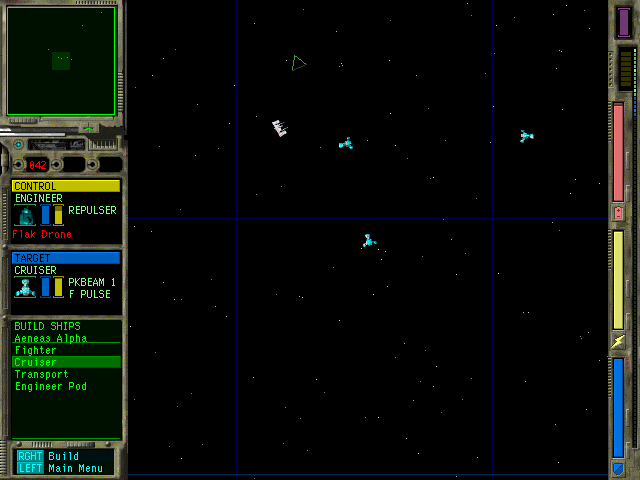 042
CONTROL
ENGINEER
REPULSER
Flak Drone
TARGET
CRUISER
PKBEAM 1
F PULSE
BUILD SHIPS
Aeneas Alpha
Fighter
Cruiser
Transport
Engineer Pod
RGHT Build
LEFT Main Menu